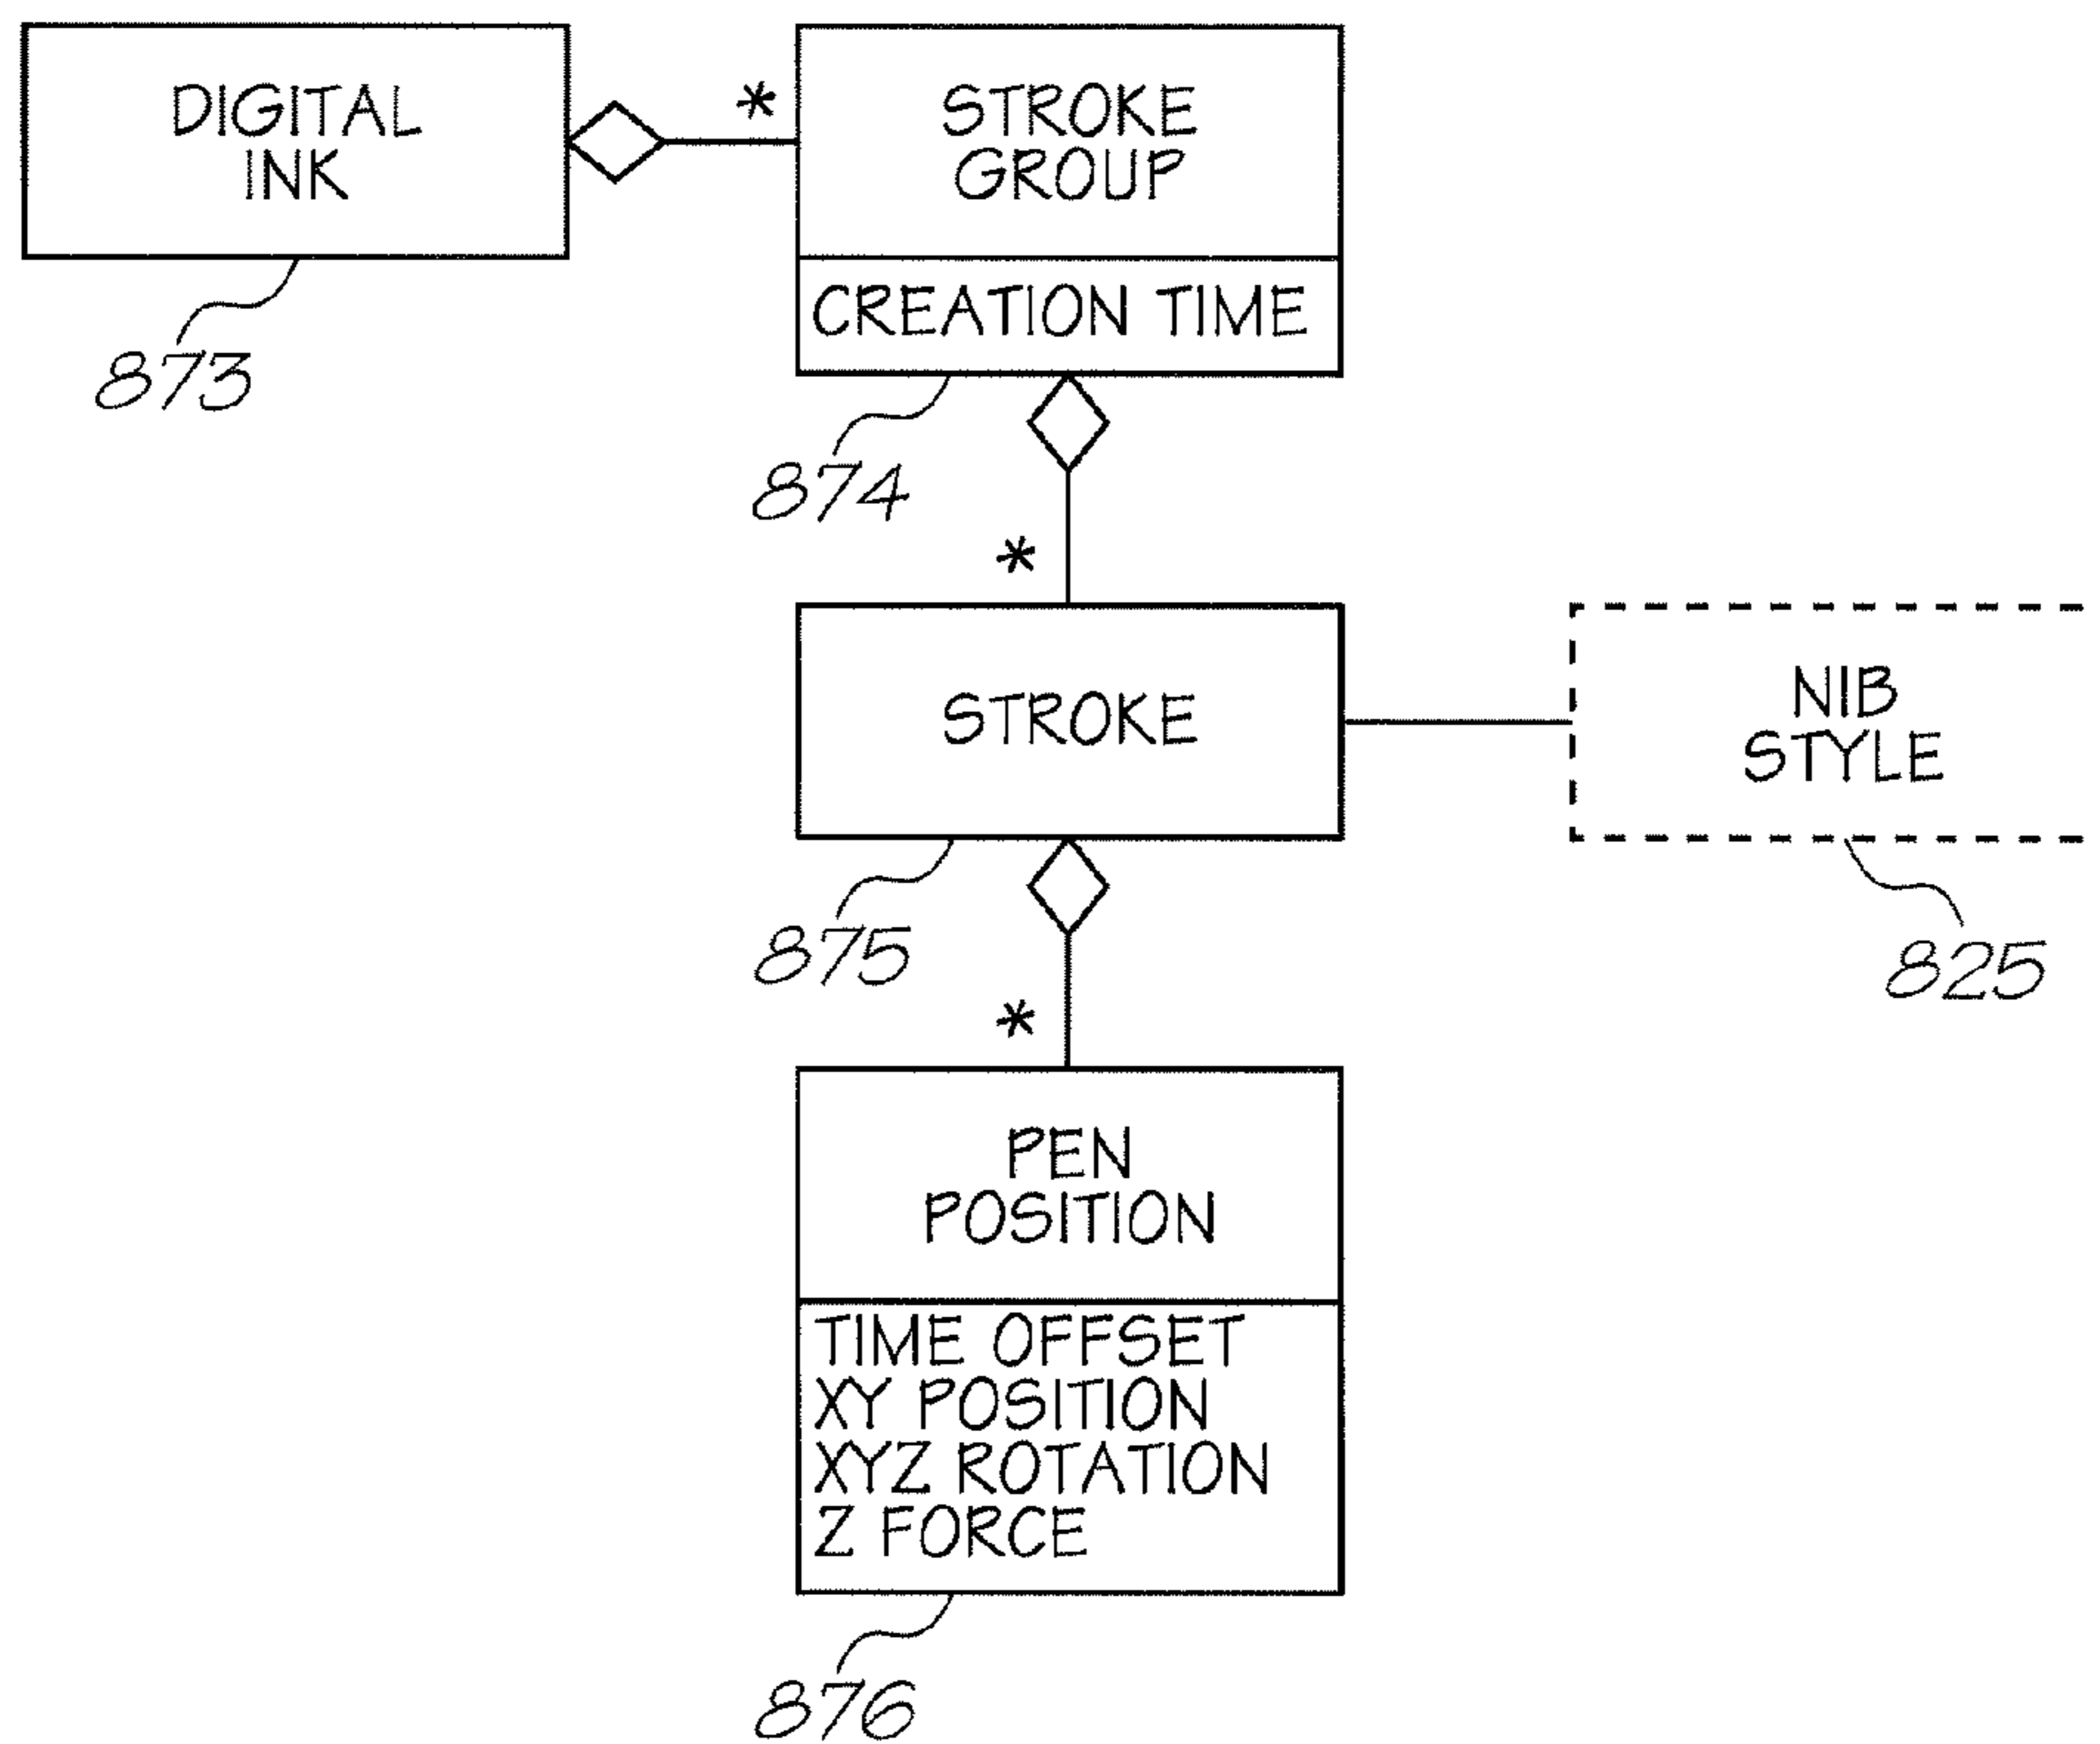 DIGITAL
INK
*
STROKE
GROUP
CREATION TIME
873
874
*
STROKE
NIB
STYLE
875
825
*
PEN
POSITION
TIME OFFSET
XY POSITION
XYZ ROTATION
Z FORCE
876